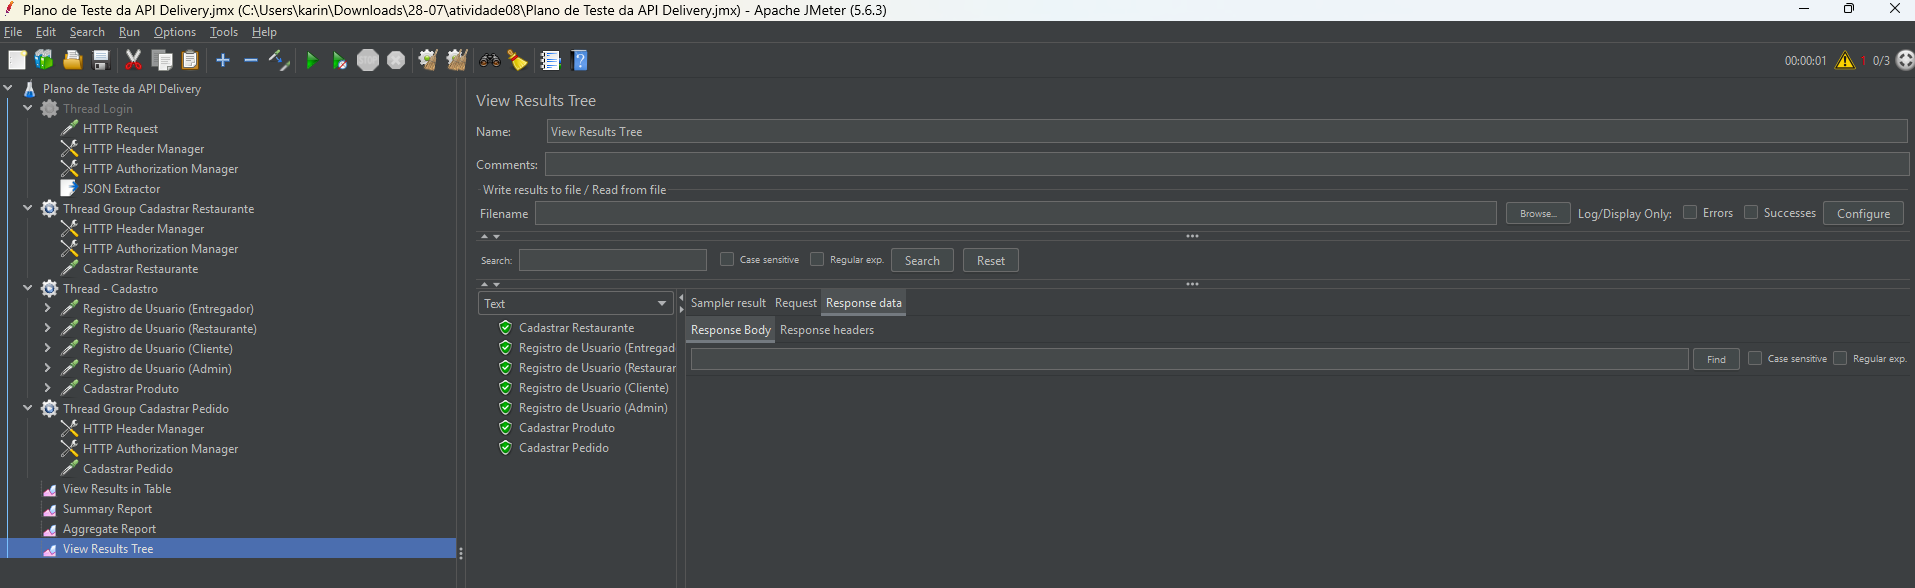 Plano de Teste da API Delivery.jmx (C:\Users\karin\Downloads\28-07\atividade08\Plano de Teste da API Delivery.jmx) - Apache JMeter (5.6.3)
File Edit Search Run Options Tools Help
00:00:01 0/3
Plano de Teste da API Delivery
Thread Login
HTTP Request
HTTP Header Manager
HTTP Authorization Manager
JSON Extractor
Thread Group Cadastrar Restaurante
HTTP Header Manager
HTTP Authorization Manager
Cadastrar Restaurante
Thread - Cadastro
Registro de Usuario (Entregador)
Registro de Usuario (Restaurante)
Registro de Usuario (Cliente)
Registro de Usuario (Admin)
Cadastrar Produto
Thread Group Cadastrar Pedido
HTTP Header Manager
HTTP Authorization Manager
Cadastrar Pedido
View Results in Table
Summary Report
Aggregate Report
View Results Tree
View Results Tree
Name: View Results Tree
Comments:
Write results to file / Read from file
Filename Browse... Log/Display Only: Errors Successes Configure
Search: Case sensitive Regular exp. Search Reset
Text
Cadastrar Restaurante
Registro de Usuario (Entregad
Registro de Usuario (Restaurar
Registro de Usuario (Cliente)
Registro de Usuario (Admin)
Cadastrar Produto
Cadastrar Pedido
Sampler result Request Response data
Response Body Response headers
Find Case sensitive Regular exp.